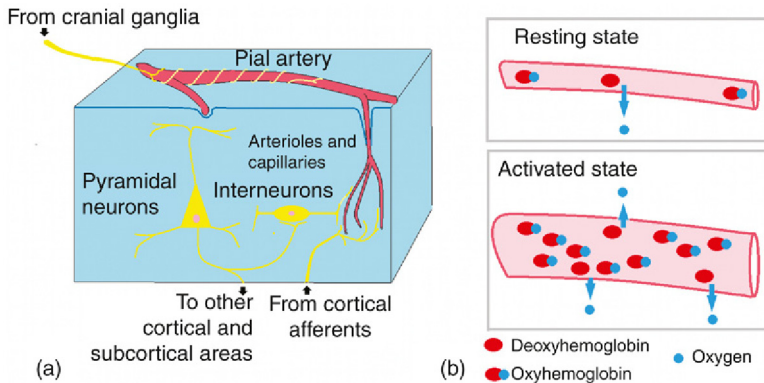 From cranial ganglia
Pial artery
Arterioles and
capillaries
Pyramidal
neurons
Interneurons
To other
cortical and
subcortical areas
From cortical
afferents
(a)
Resting state
Activated state
(b)
Deoxyhemoglobin
Oxyhemoglobin
Oxygen